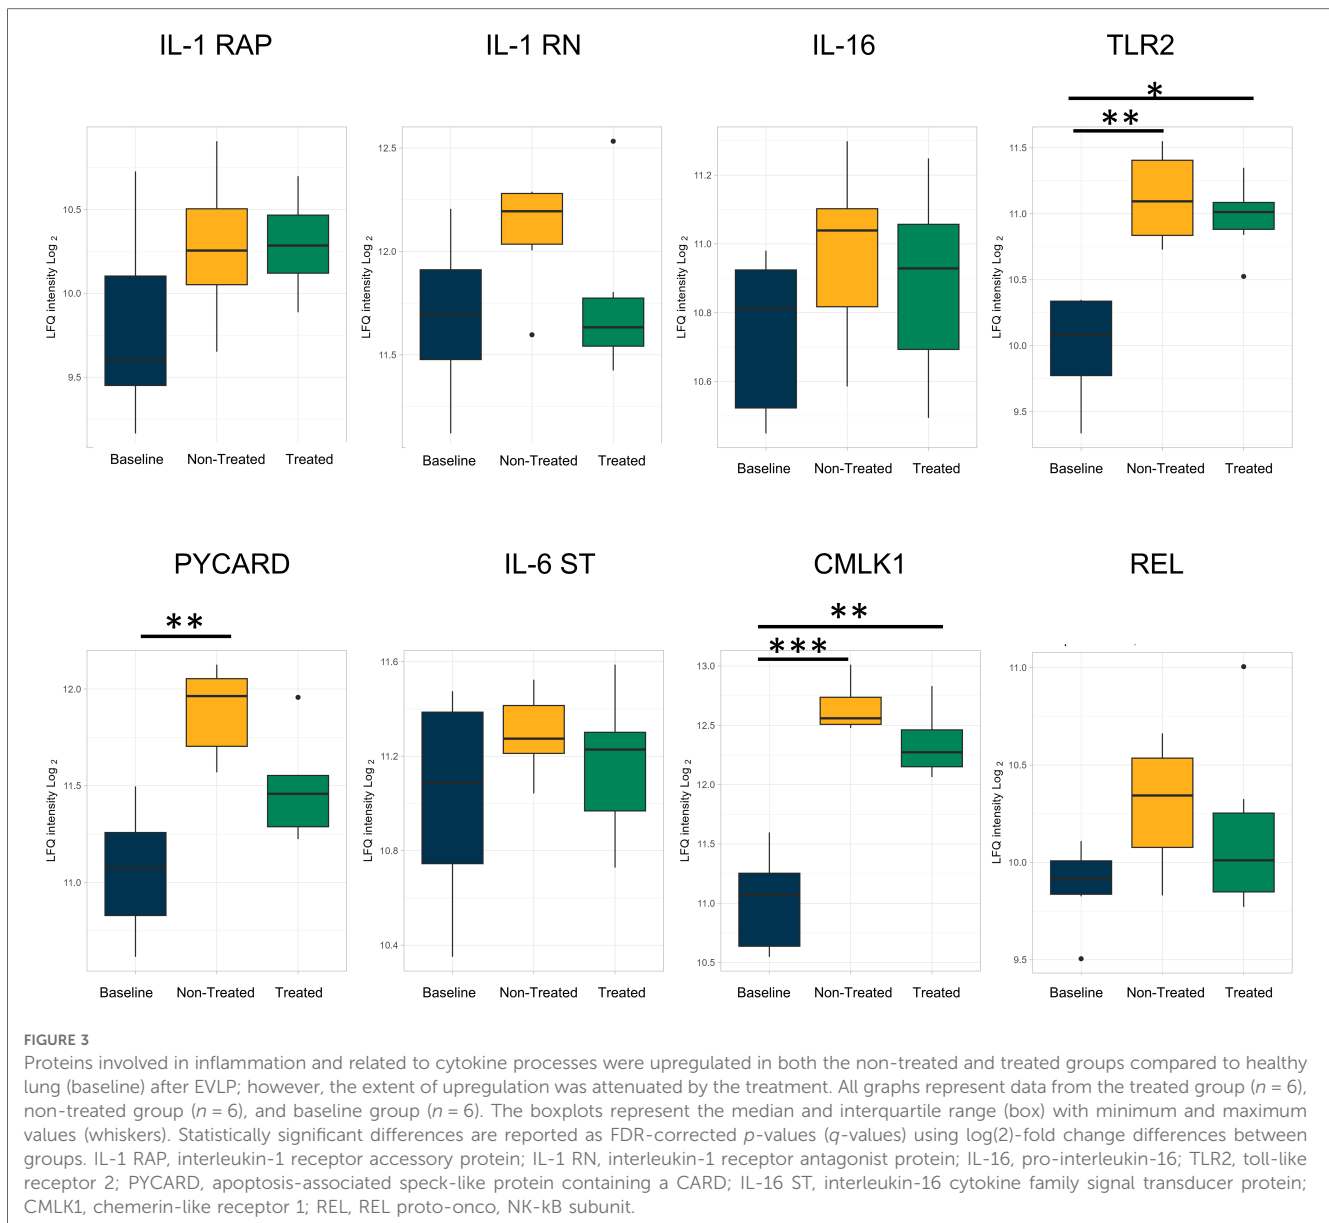 IL-1 RAP
IL-1 RN
IL-16
TLR2
*
**
LFQ intensity Log 2
10.5
10.0
9.5
Baseline Non-Treated Treated
LFQ intensity Log 2
12.5
12.0
11.5
Baseline Non-Treated Treated
LFQ intensity Log 2
11.2
11.0
10.8
10.6
Baseline Non-Treated Treated
LFQ intensity Log 2
11.5
11.0
10.5
10.0
9.5
Baseline Non-Treated Treated
PYCARD
IL-6 ST
CMLK1
REL
**
**
***
LFQ intensity Log 2
12.0
11.5
11.0
Baseline Non-Treated Treated
LFQ intensity Log 2
11.6
11.2
10.8
10.4
Baseline Non-Treated Treated
LFQ intensity Log 2
13.0
12.5
12.0
11.5
11.0
10.5
Baseline Non-Treated Treated
LFQ intensity Log 2
11.0
10.5
10.0
9.5
Baseline Non-Treated Treated
FIGURE 3
Proteins involved in inflammation and related to cytokine processes were upregulated in both the non-treated and treated groups compared to healthy
lung (baseline) after EVLP; however, the extent of upregulation was attenuated by the treatment. All graphs represent data from the treated group (n = 6),
non-treated group (n = 6), and baseline group (n = 6). The boxplots represent the median and interquartile range (box) with minimum and maximum
values (whiskers). Statistically significant differences are reported as FDR-corrected p-values (q-values) using log(2)-fold change differences between
groups. IL-1 RAP, interleukin-1 receptor accessory protein; IL-1 RN, interleukin-1 receptor antagonist protein; IL-16, pro-interleukin-16; TLR2, toll-like
receptor 2; PYCARD, apoptosis-associated speck-like protein containing a CARD; IL-16 ST, interleukin-16 cytokine family signal transducer protein;
CMLK1, chemerin-like receptor 1; REL, REL proto-onco, NK-kB subunit.